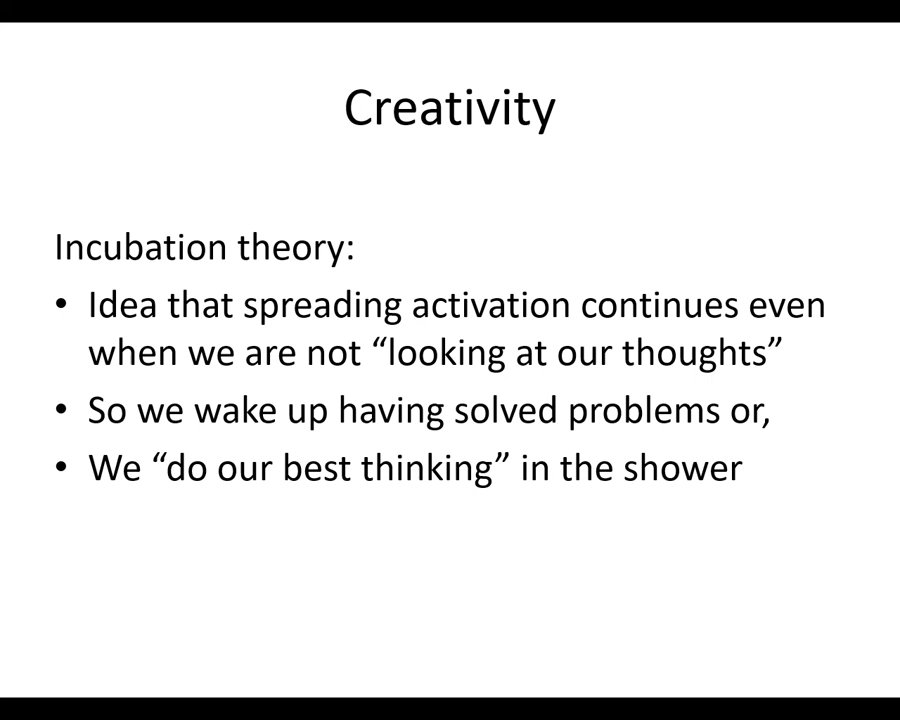 Creativity
Incubation theory:
• Idea that spreading activation continues even
when we are not “looking at our thoughts”
• So we wake up having solved problems or,
• We “do our best thinking” in the shower